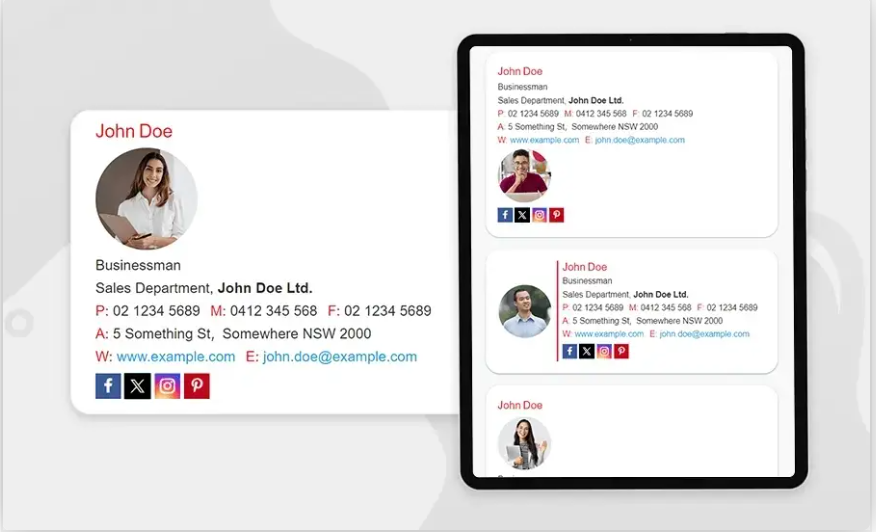 John Doe
Businessman
Sales Department, John Doe Ltd.
P: 02 1234 5689 M: 0412 345 568 F: 02 1234 5689
A: 5 Something St, Somewhere NSW 2000
W: www.example.com E: john.doe@example.com
John Doe
Businessman
Sales Department, John Doe Ltd.
P: 02 1234 5689 M: 0412 345 568 F: 02 1234 5689
A: 5 Something St, Somewhere NSW 2000
W: www.example.com E: john.doe@example.com
John Doe
Businessman
Sales Department, John Doe Ltd.
P: 02 1234 5689 M: 0412 345 568 F: 02 1234 5689
A: 5 Something St, Somewhere NSW 2000
W: www.example.com E: john.doe@example.com
John Doe